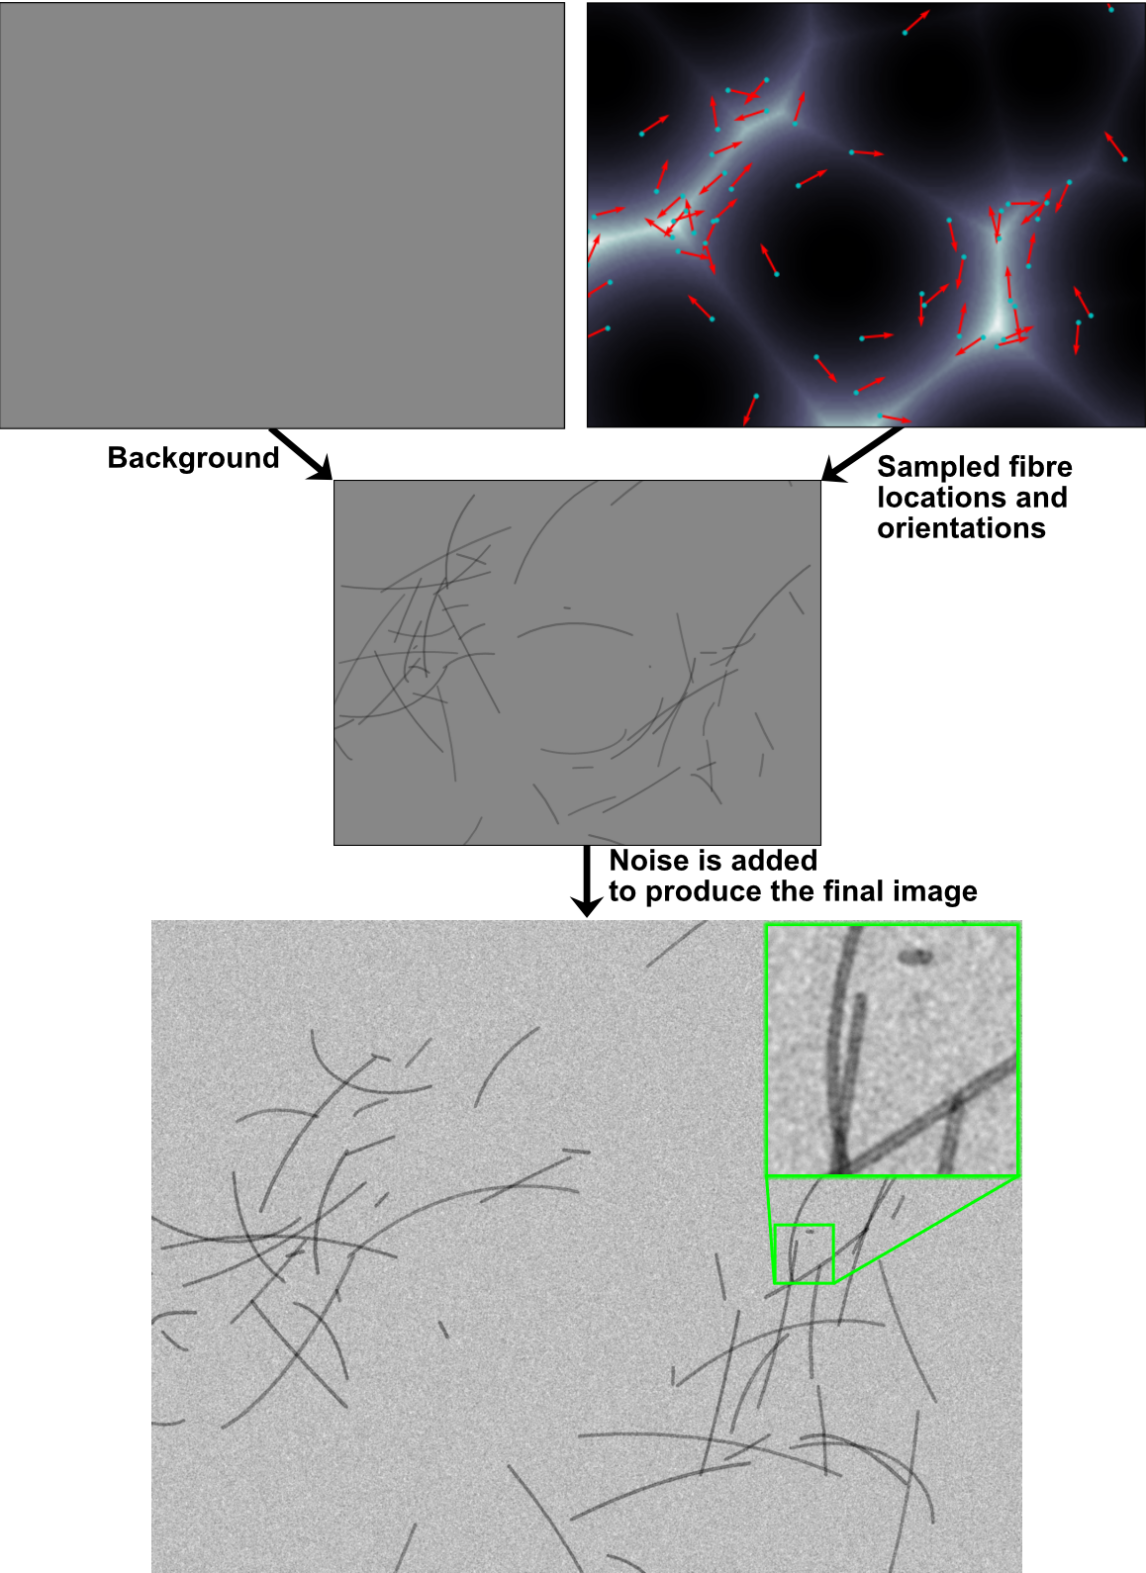 Background
Sampled fibre
locations and
orientations
Noise is added
to produce the final image